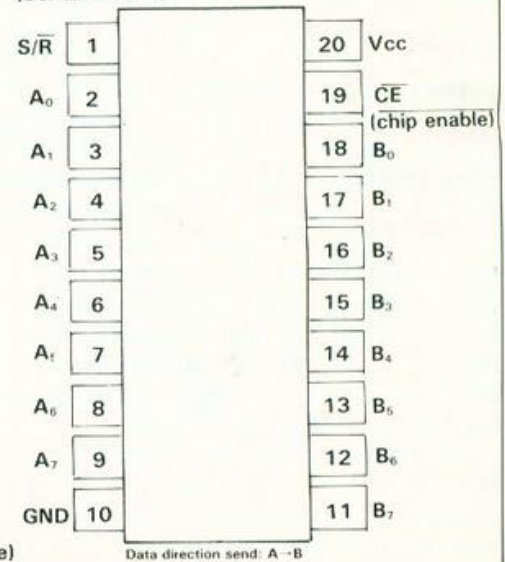 S/R̅ 1 20 Vcc
A₀ 2 19 C̅E̅
(chip enable)
A₁ 3 18 B₀
A₂ 4 17 B₁
A₃ 5 16 B₂
A₄ 6 15 B₃
7 14 B₄
A₆ 8 13 B₅
A₇ 9 12 B₆
GND 10 11 B₇
Data direction send: A→B